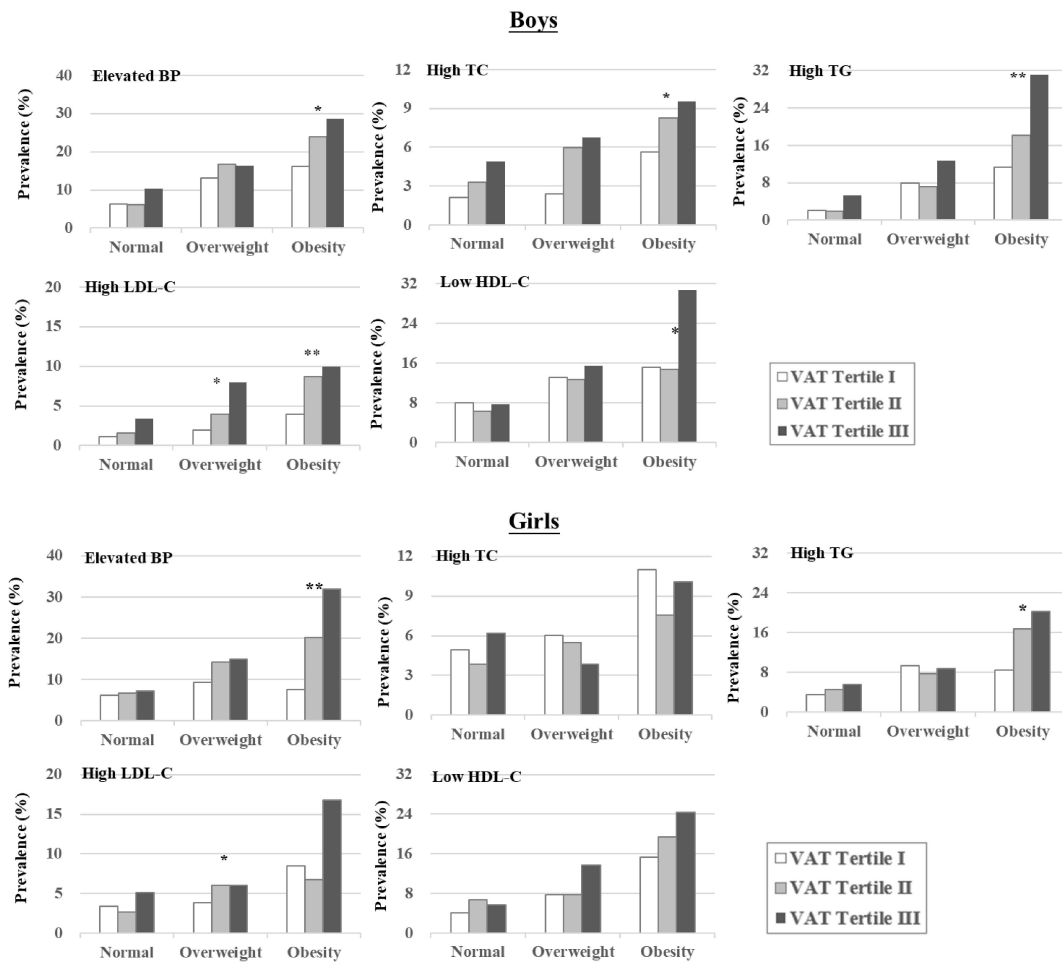 Boys
Elevated BP
Prevalence (%)
40
30
20
10
0
*
Normal Overweight Obesity
High TC
Prevalence (%)
12
9
6
3
0
*
Normal Overweight Obesity
High TG
Prevalence (%)
32
24
16
8
0
**
Normal Overweight Obesity
High LDL-C
Prevalence (%)
20
15
10
5
0
*
**
Normal Overweight Obesity
Low HDL-C
Prevalence (%)
32
24
16
8
0
*
Normal Overweight Obesity
VAT Tertile I
VAT Tertile II
VAT Tertile III
Girls
Elevated BP
Prevalence (%)
40
30
20
10
0
**
Normal Overweight Obesity
High TC
Prevalence (%)
12
9
6
3
0
Normal Overweight Obesity
High TG
Prevalence (%)
32
24
16
8
0
*
Normal Overweight Obesity
High LDL-C
Prevalence (%)
20
15
10
5
0
*
Normal Overweight Obesity
Low HDL-C
Prevalence (%)
32
24
16
8
0
Normal Overweight Obesity
VAT Tertile I
VAT Tertile II
VAT Tertile III